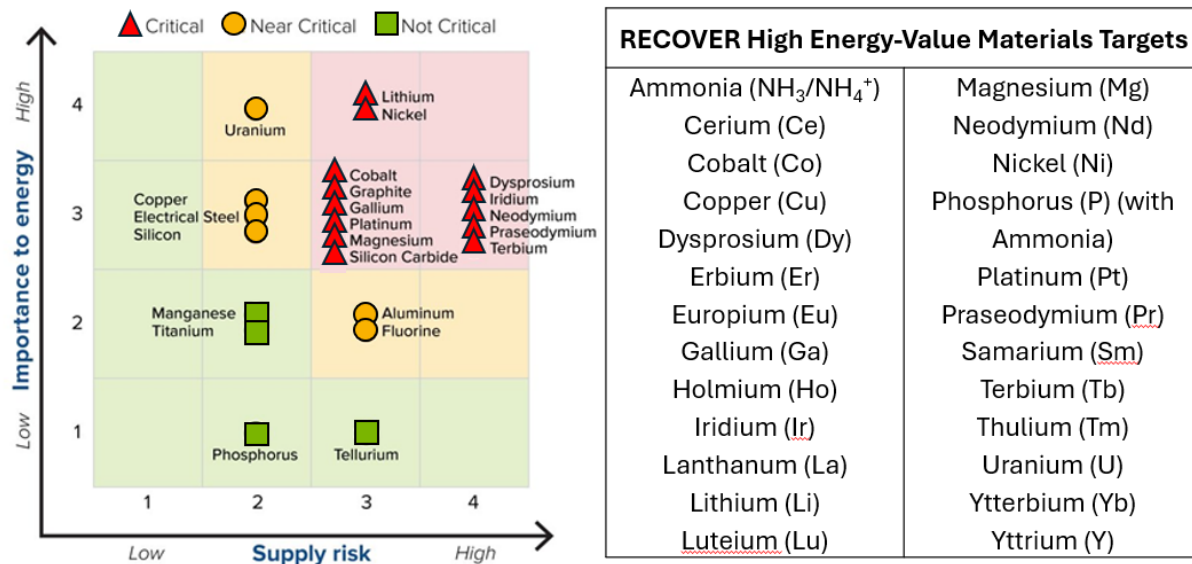 Critical Near Critical Not Critical
Importance to energy
High
Low
4
3
2
1
Uranium
Lithium
Nickel
Copper
Electrical Steel
Silicon
Cobalt
Graphite
Gallium
Platinum
Magnesium
Silicon Carbide
Dysprosium
Iridium
Neodymium
Praseodymium
Terbium
Manganese
Titanium
Aluminum
Fluorine
Phosphorus
Tellurium
1 2 3 4
Low Supply risk High
RECOVER High Energy-Value Materials Targets
Ammonia (NH₃/NH₄⁺)
Cerium (Ce)
Cobalt (Co)
Copper (Cu)
Dysprosium (Dy)
Erbium (Er)
Europium (Eu)
Gallium (Ga)
Holmium (Ho)
Iridium (Ir)
Lanthanum (La)
Lithium (Li)
Luteium (Lu)
Magnesium (Mg)
Neodymium (Nd)
Nickel (Ni)
Phosphorus (P) (with
Ammonia)
Platinum (Pt)
Praseodymium (Pr)
Samarium (Sm)
Terbium (Tb)
Thulium (Tm)
Uranium (U)
Ytterbium (Yb)
Yttrium (Y)